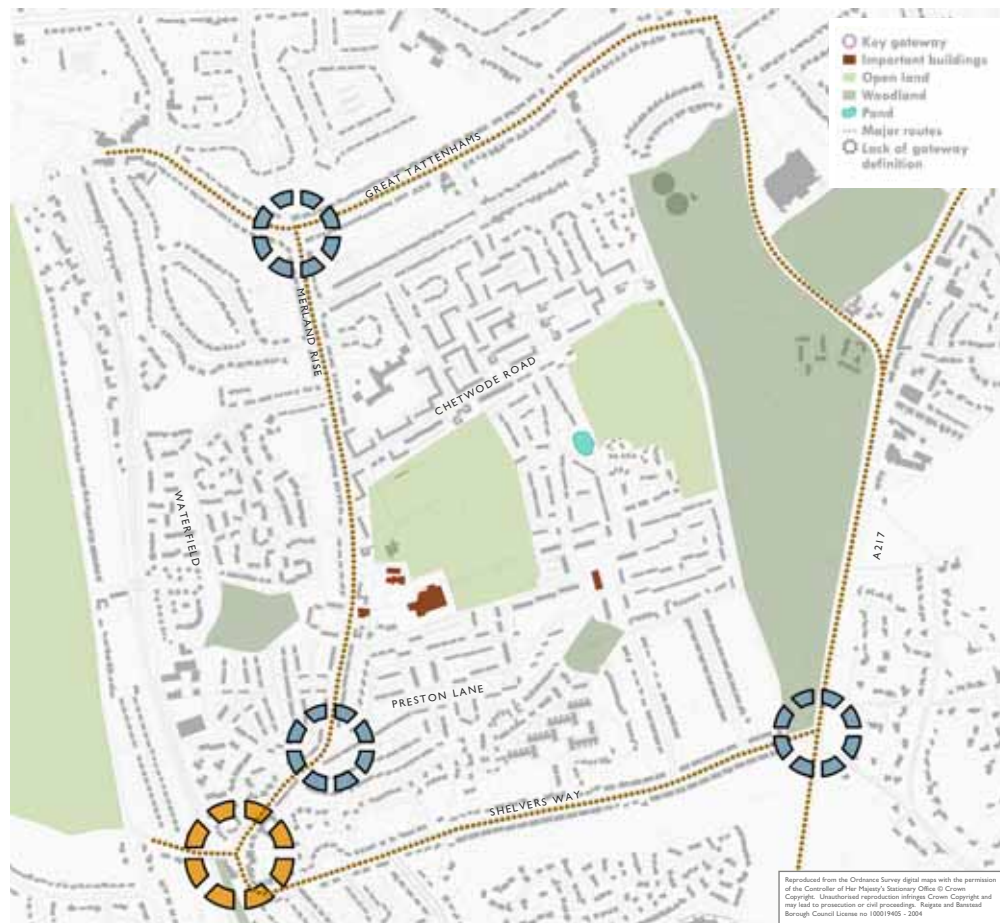 Key gateway
Important buildings
Open land
Woodland
Pond
Major routes
Lack of gateway
definition
GREAT TATTENHAMS
MERLAND RISE
CHETWODE ROAD
WATERFIELD
A217
PRESTON LANE
SHELVERS WAY
Reproduced from the Ordnance Survey digital maps with the permission
of the Controller of Her Majesty's Stationary Office © Crown
Copyright. Unauthorised reproduction infringes Crown Copyright and
may lead to prosecution or civil proceedings. Reigate and Banstead
Borough Council License no 100019405 - 2004